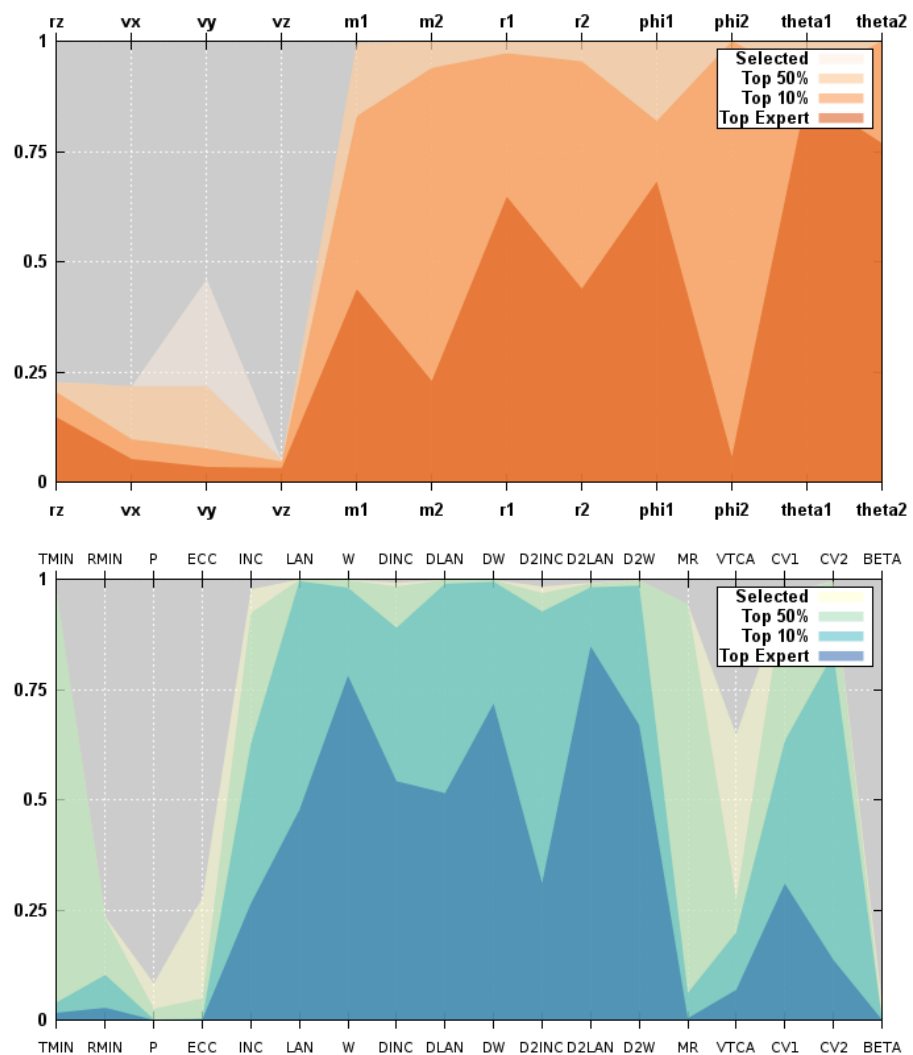 rz vx vy vz m1 m2 r1 r2 phi1 phi2 theta1 theta2
1
Selected
Top 50%
Top 10%
Top Expert
0.75
0.5
0.25
0
rz vx vy vz m1 m2 r1 r2 phi1 phi2 theta1 theta2
TMIN RMIN P ECC INC LAN W DINC DLAN DW D2INC D2LAN D2W MR VTCA CV1 CV2 BETA
1
Selected
Top 50%
Top 10%
Top Expert
0.75
0.5
0.25
0
TMIN RMIN P ECC INC LAN W DINC DLAN DW D2INC D2LAN D2W MR VTCA CV1 CV2 BETA